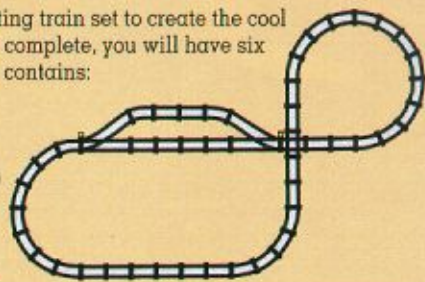 ting train set to create the cool
complete, you will have six
contains: